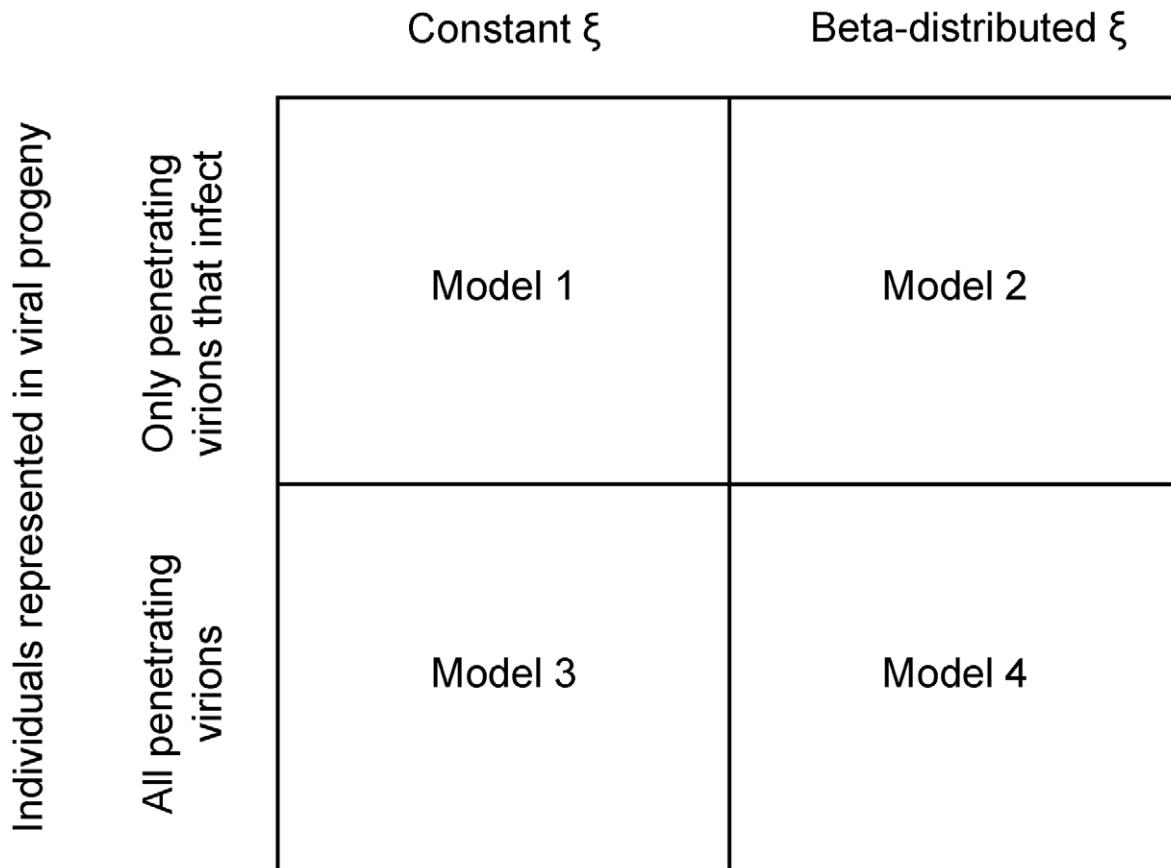 Constant ξ
Beta-distributed ξ
Individuals represented in viral progeny
Only penetrating
virions that infect
Model 1
Model 2
All penetrating
virions
Model 3
Model 4